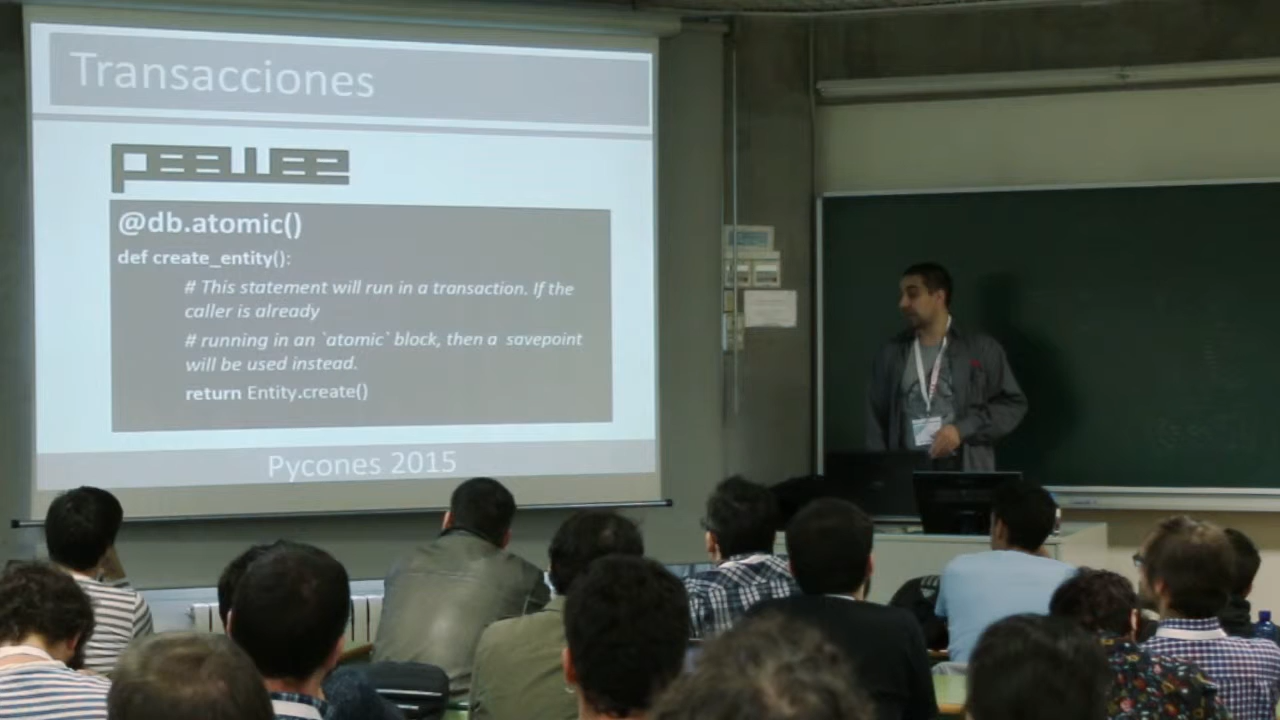 Transacciones
peewee
@db.atomic()
def create_entity():
# This statement will run in a transaction. If the
caller is already
# running in an `atomic` block, then a savepoint
will be used instead.
return Entity.create()
Pycones 2015